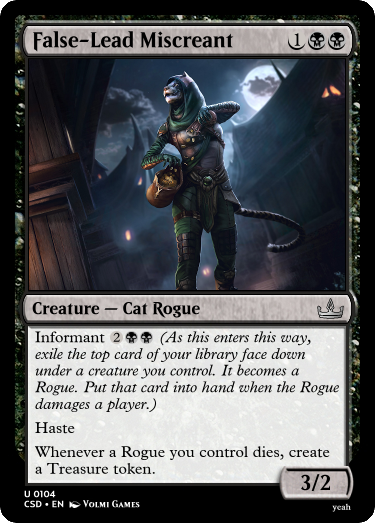 False-Lead Miscreant 1
Creature — Cat Rogue
Informant 2 (As this enters this way,
exile the top card of your library face down
under a creature you control. It becomes a
Rogue. Put that card into hand when the Rogue
damages a player.)
Haste
Whenever a Rogue you control dies, create
a Treasure token.
3/2
U 0104
CSD • EN VOLMI GAMES
yeah